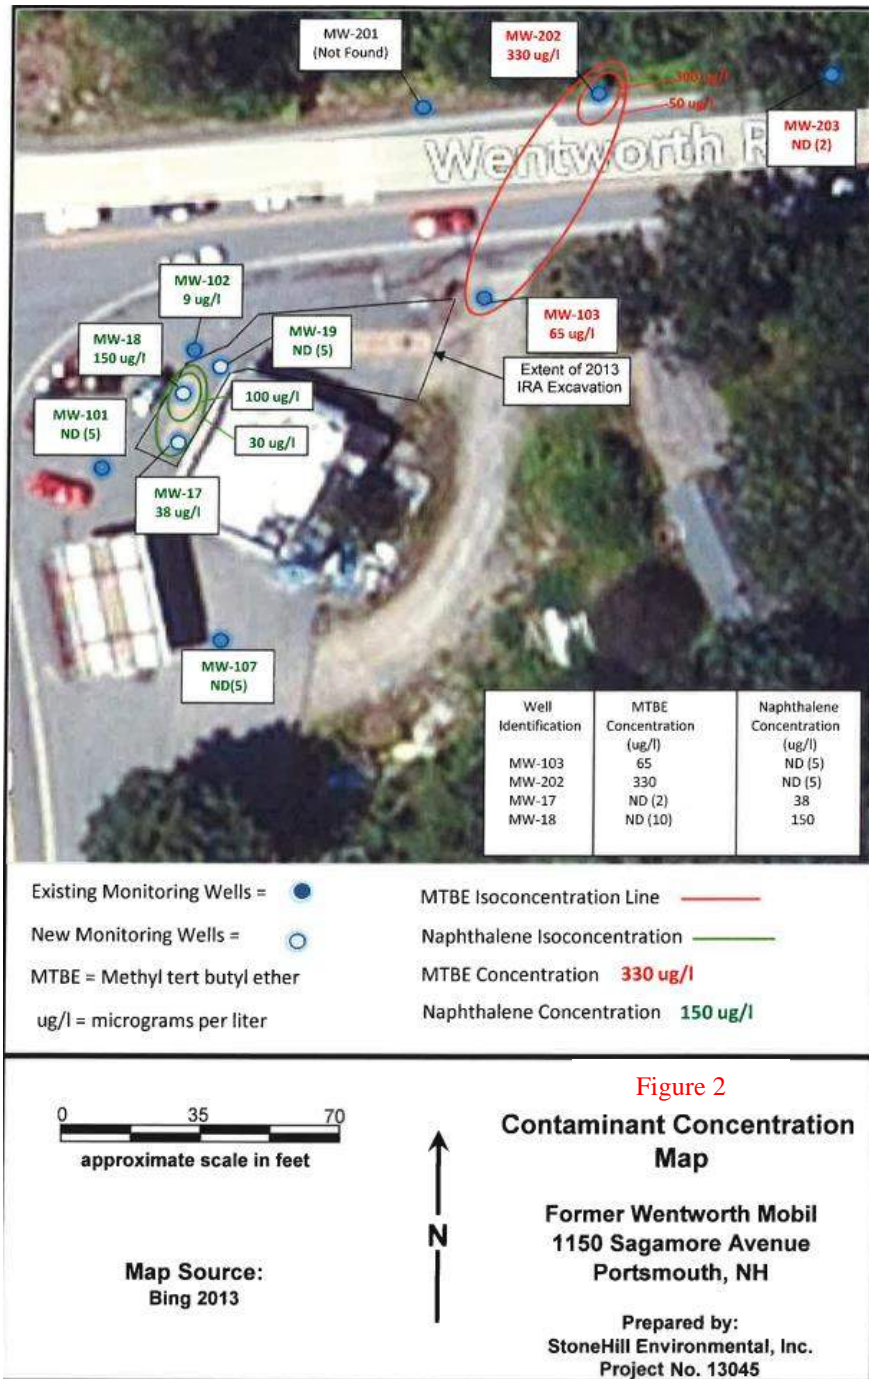 MW-201
(Not Found)
MW-202
330 ug/l
300 ug/l
50 ug/l
MW-203
ND (2)
Wentworth R
MW-102
9 ug/l
MW-18
150 ug/l
MW-19
ND (5)
MW-103
65 ug/l
Extent of 2013
IRA Excavation
100 ug/l
MW-101
ND (5)
30 ug/l
MW-17
38 ug/l
MW-107
ND(5)
Well Identification MTBE Concentration (ug/l) Naphthalene Concentration (ug/l)
MW-103 65 ND (5)
MW-202 330 ND (5)
MW-17 ND (2) 38
MW-18 ND (10) 150
Existing Monitoring Wells =
New Monitoring Wells =
MTBE = Methyl tert butyl ether
ug/l = micrograms per liter
MTBE Isoconcentration Line
Naphthalene Isoconcentration
MTBE Concentration 330 ug/l
Naphthalene Concentration 150 ug/l
0 35 70
approximate scale in feet
Map Source:
Bing 2013
N
Figure 2
Contaminant Concentration
Map
Former Wentworth Mobil
1150 Sagamore Avenue
Portsmouth, NH
Prepared by:
StoneHill Environmental, Inc.
Project No. 13045